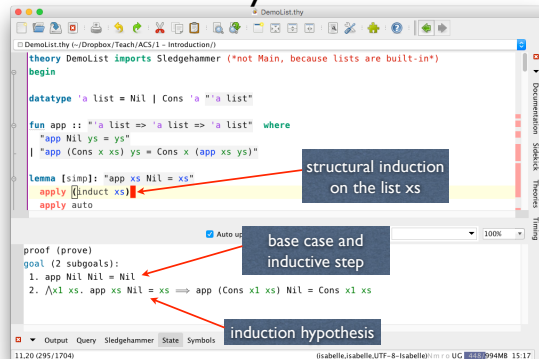 DemoList.thy
DemoList.thy (~/Dropbox/Teach/ACS/1 - Introduction/)
theory DemoList imports Sledgehammer (*not Main, because lists are built-in*)
begin
datatype 'a list = Nil | Cons 'a "'a list"
fun app :: "'a list => 'a list => 'a list" where
"app Nil ys = ys"
| "app (Cons x xs) ys = Cons x (app xs ys)"
lemma [simp]: "app xs Nil = xs"
apply (induct xs)
apply auto
structural induction
on the list xs
Documentation
Sidekick
Theories
Timing
100%
base case and
inductive step
proof (prove)
goal (2 subgoals):
1. app Nil Nil = Nil
2. ⋀x1 xs. app xs Nil = xs ⟹ app (Cons x1 xs) Nil = Cons x1 xs
induction hypothesis
Output Query Sledgehammer State Symbols
11,20 (295/1704)
(isabelle,isabelle,UTF-8-Isabelle) N m r o UG 448/994MB 15:17